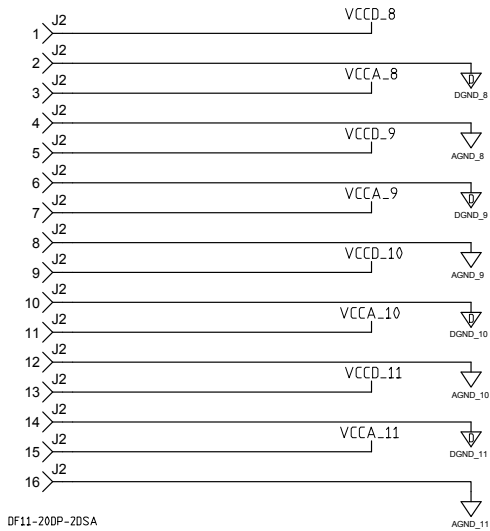 J2 VCCD_8
1
J2
2
J2 VCCA_8
3 DGND_8
J2
4
J2 VCCD_9
5 AGND_8
J2
6
J2 VCCA_9
7 DGND_9
J2
8
J2 VCCD_10
9 AGND_9
J2
10
J2 VCCA_10
11 DGND_10
J2
12
J2 VCCD_11
13 AGND_10
J2
14
J2 VCCA_11
15 DGND_11
J2
16
DF11-20DP-2DSA AGND_11